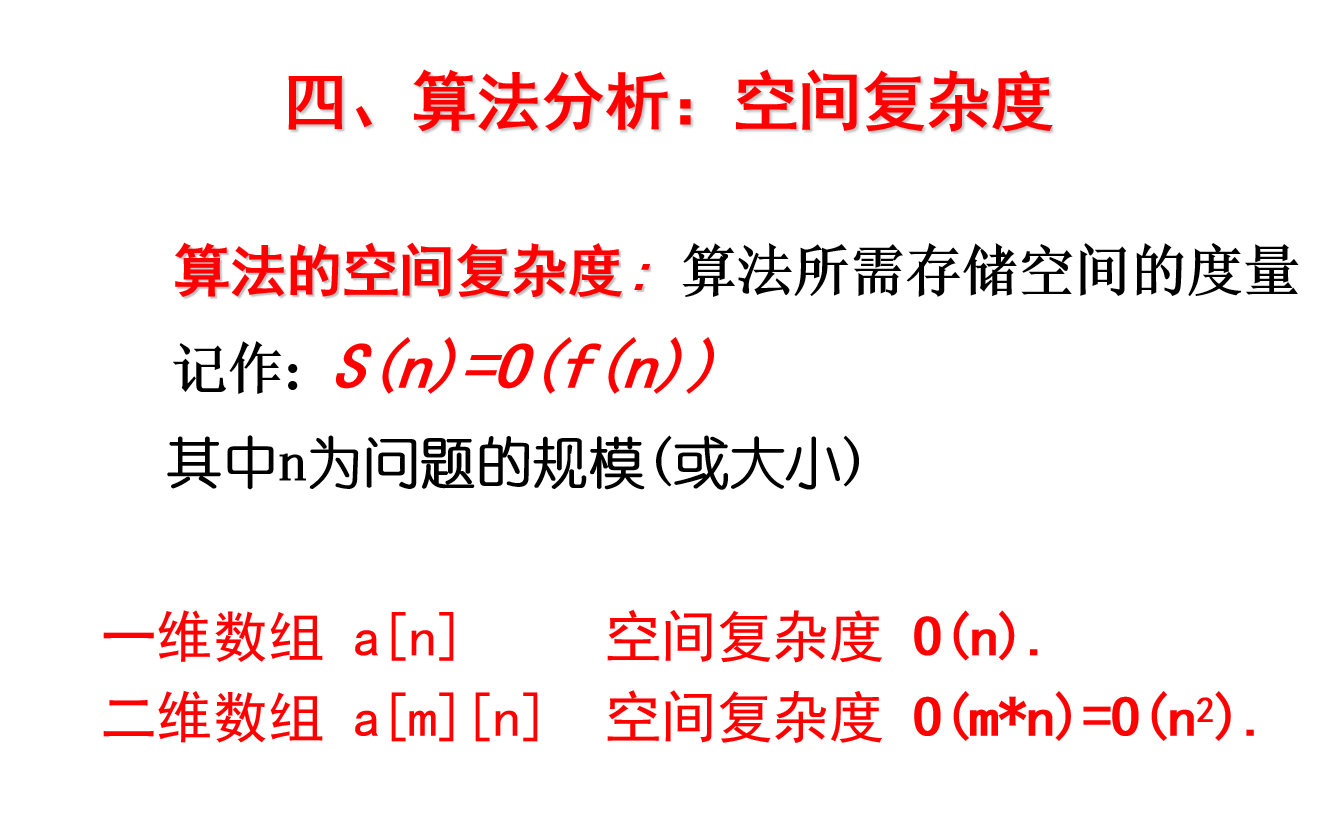 四、算法分析：空间复杂度
算法的空间复杂度：算法所需存储空间的度量
记作：S(n)=O(f(n))
其中n为问题的规模(或大小)
一维数组 a[n] 空间复杂度 O(n).
二维数组 a[m][n] 空间复杂度 O(m*n)=O(n²).